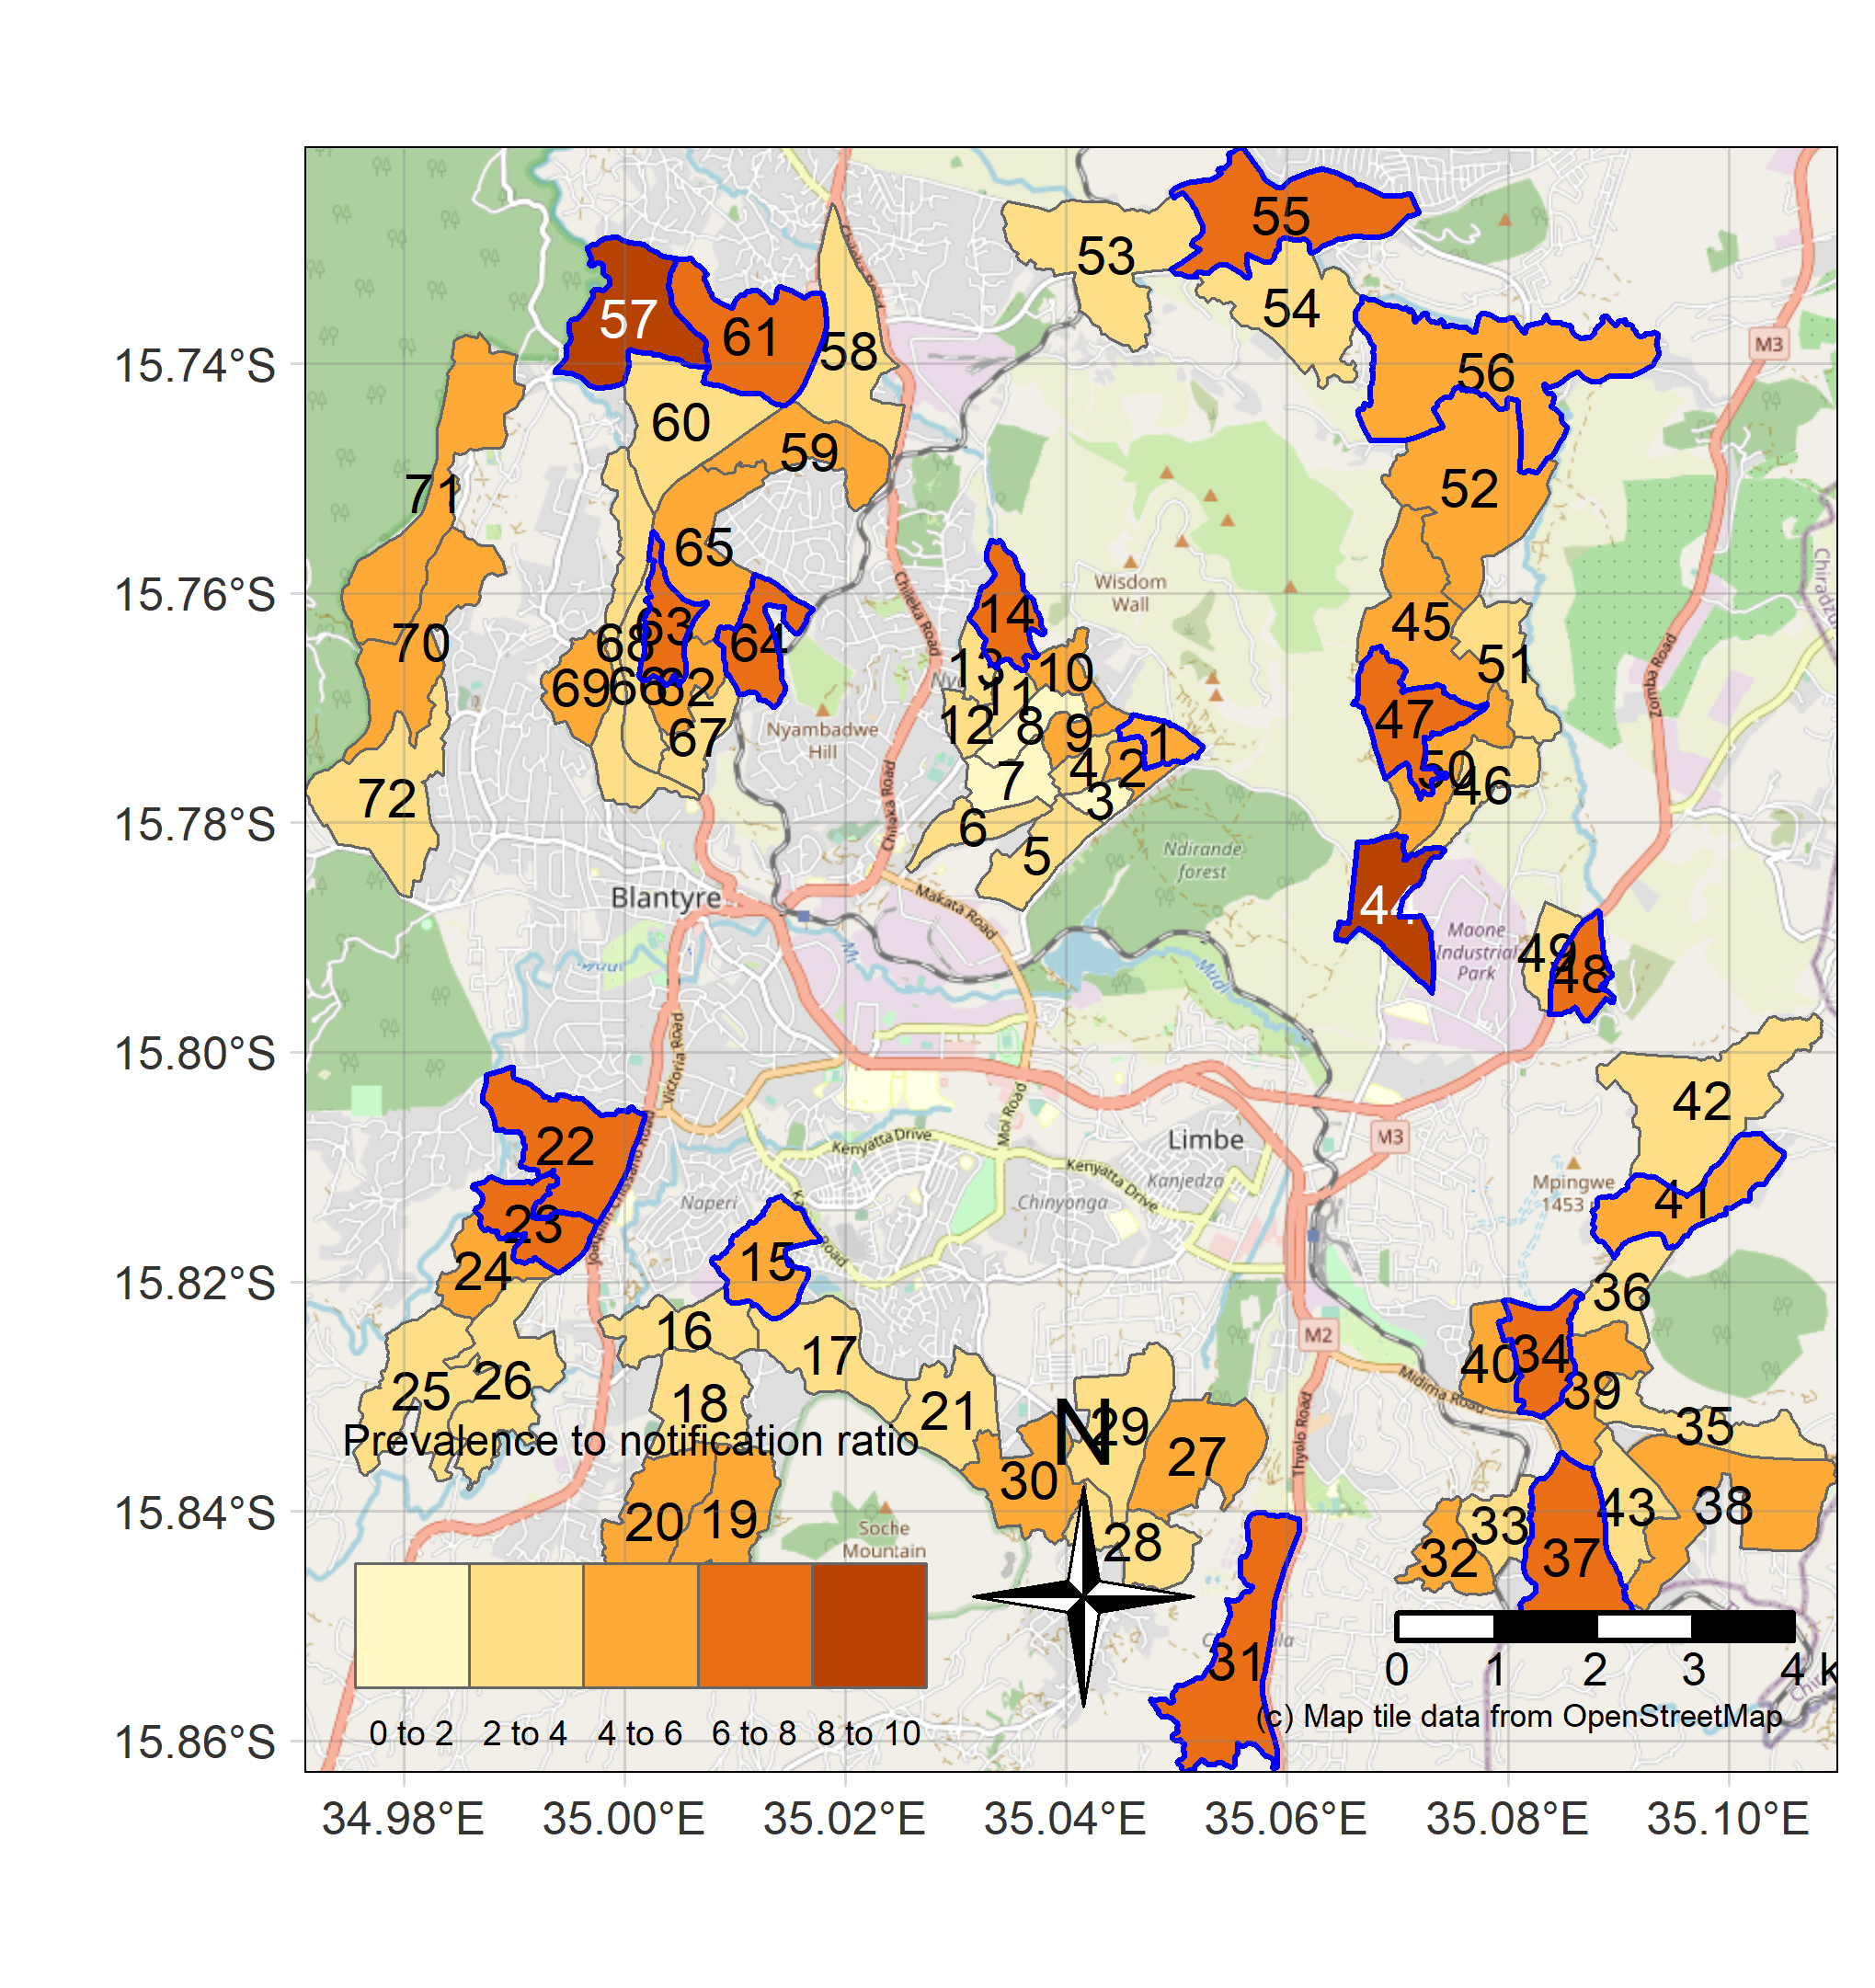 55
53
54
57
61
58
15.74°S
56
60
59
52
71
65
15.76°S
Wisdom
Wall
Chileka Road
14
45
63
68
64
70
51
13
10
69
66
62
11
Zomba Road
47
12
8
9
1
67
Nyambadwe
Hill
4
2
7
50
46
72
3
15.78°S
6
5
Ndirande
forest
Chileka Road
Blantyre
Makata Road
44
Maone
Industrial
Park
49
48
Mudi
M3
15.80°S
Victoria Road
42
Moi Road
M3
22
Kenyatta Drive
Limbe
Kenyatta Drive
Kanjedza
Mpingwe
1453
Naperi
Chinyonga
41
23
15
24
15.82°S
36
16
M2
17
34
40
25
26
39
Midima Road
18
21
35
Prevalence to notification ratio
N
29
27
Thyolo Road
30
38
43
15.84°S
20
19
Soche
Mountain
33
28
32
37
31
0 1 2 3 4 k
(c) Map tile data from OpenStreetMap
0 to 2 2 to 4 4 to 6 6 to 8 8 to 10
15.86°S
34.98°E 35.00°E 35.02°E 35.04°E 35.06°E 35.08°E 35.10°E